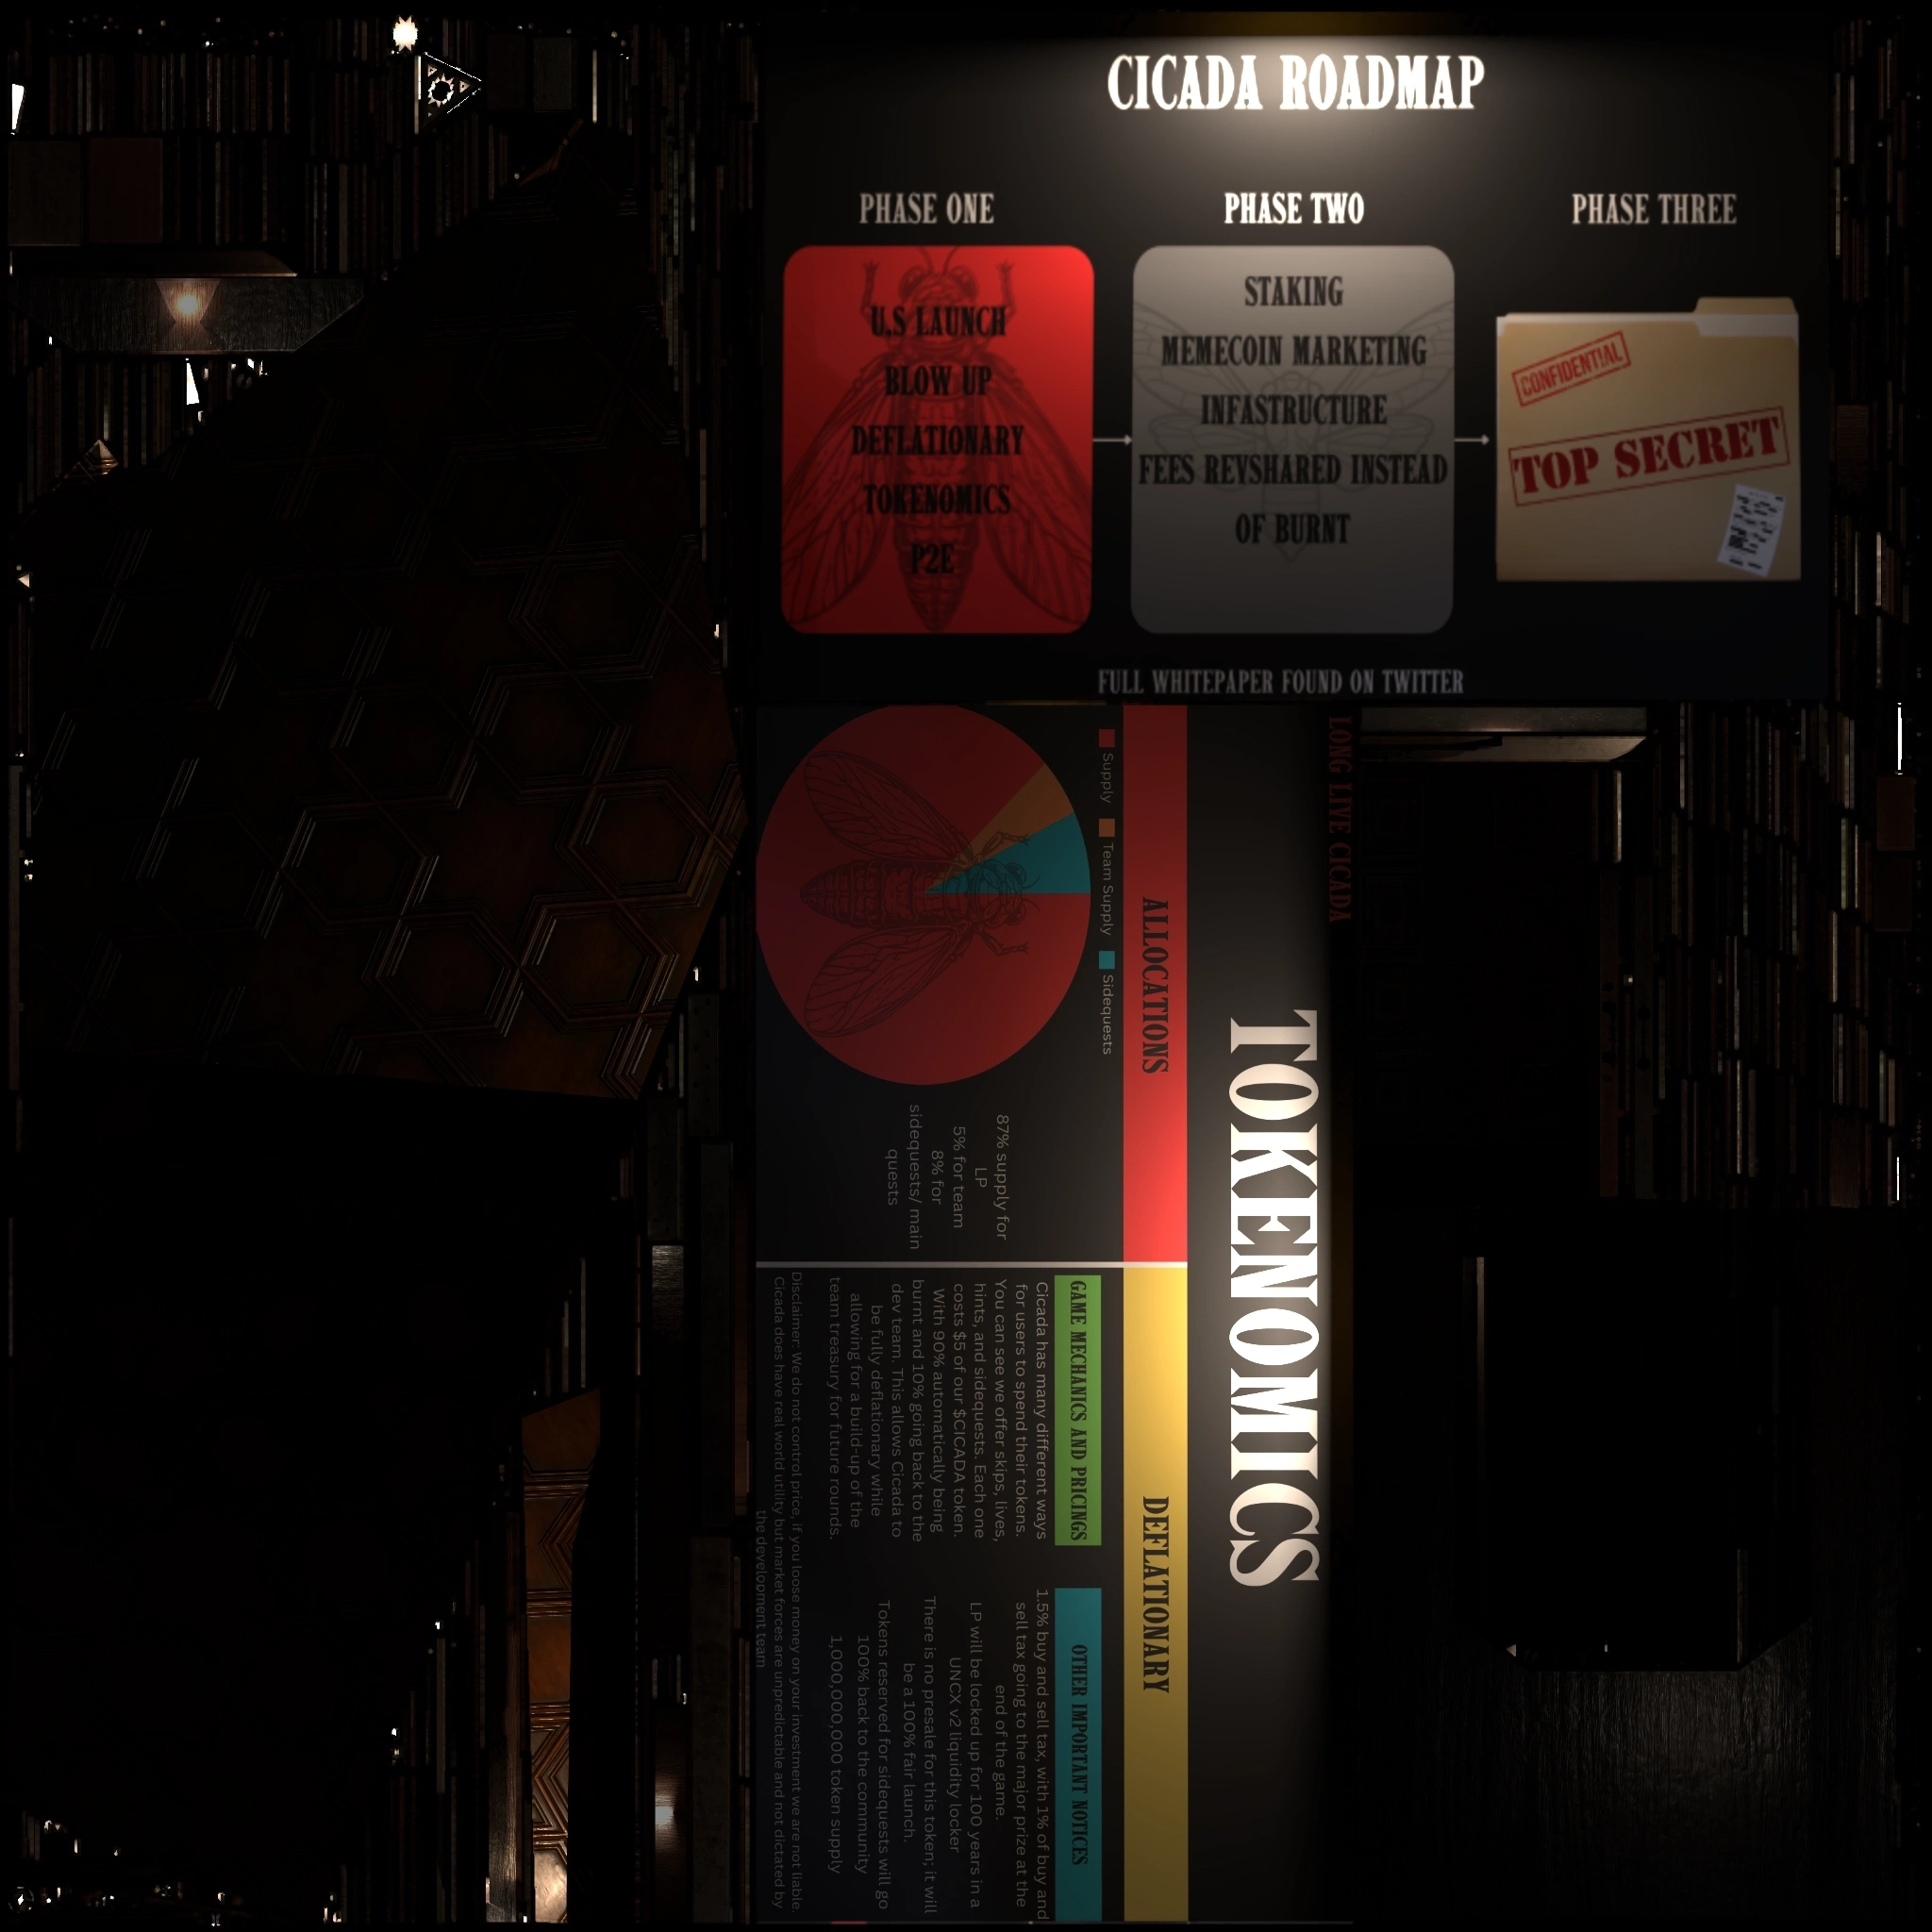 CICADA ROADMAP
PHASE ONE
U.S LAUNCH
BLOW UP
DEFLATIONARY
TOKENOMICS
P2E
PHASE TWO
STAKING
MEMECOIN MARKETING
INFASTRUCTURE
FEES REVSHARED INSTEAD
OF BURNT
PHASE THREE
CONFIDENTIAL
TOP SECRET
FULL WHITEPAPER FOUND ON TWITTER
LONG LIVE CICADA
TOKENOMICS
ALLOCATIONS
Supply
Team Supply
Sidequests
87% supply for
LP
5% for team
8% for
sidequests/ main
quests
DEFLATIONARY
GAME MECHANICS AND PRICINGS
Cicada has many different ways
for users to spend their tokens.
You can see we offer skips, lives,
hints, and sidequests. Each one
costs $5 of our $CICADA token.
With 90% automatically being
burnt and 10% going back to the
dev team. This allows Cicada to
be fully deflationary while
allowing for a build-up of the
team treasury for future rounds.
OTHER IMPORTANT NOTICES
1.5% buy and sell tax, with 1% of buy and
sell tax going to the major prize at the
end of the game.
LP will be locked up for 100 years in a
UNCX v2 liquidity locker
There is no presale for this token; it will
be a 100% fair launch.
Tokens reserved for sidequests will go
100% back to the community
1,000,000,000 token supply
Disclaimer: We do not control price, if you loose money on your investment we are not liable.
Cicada does have real world utility but market forces are unpredictable and not dictated by
the development team